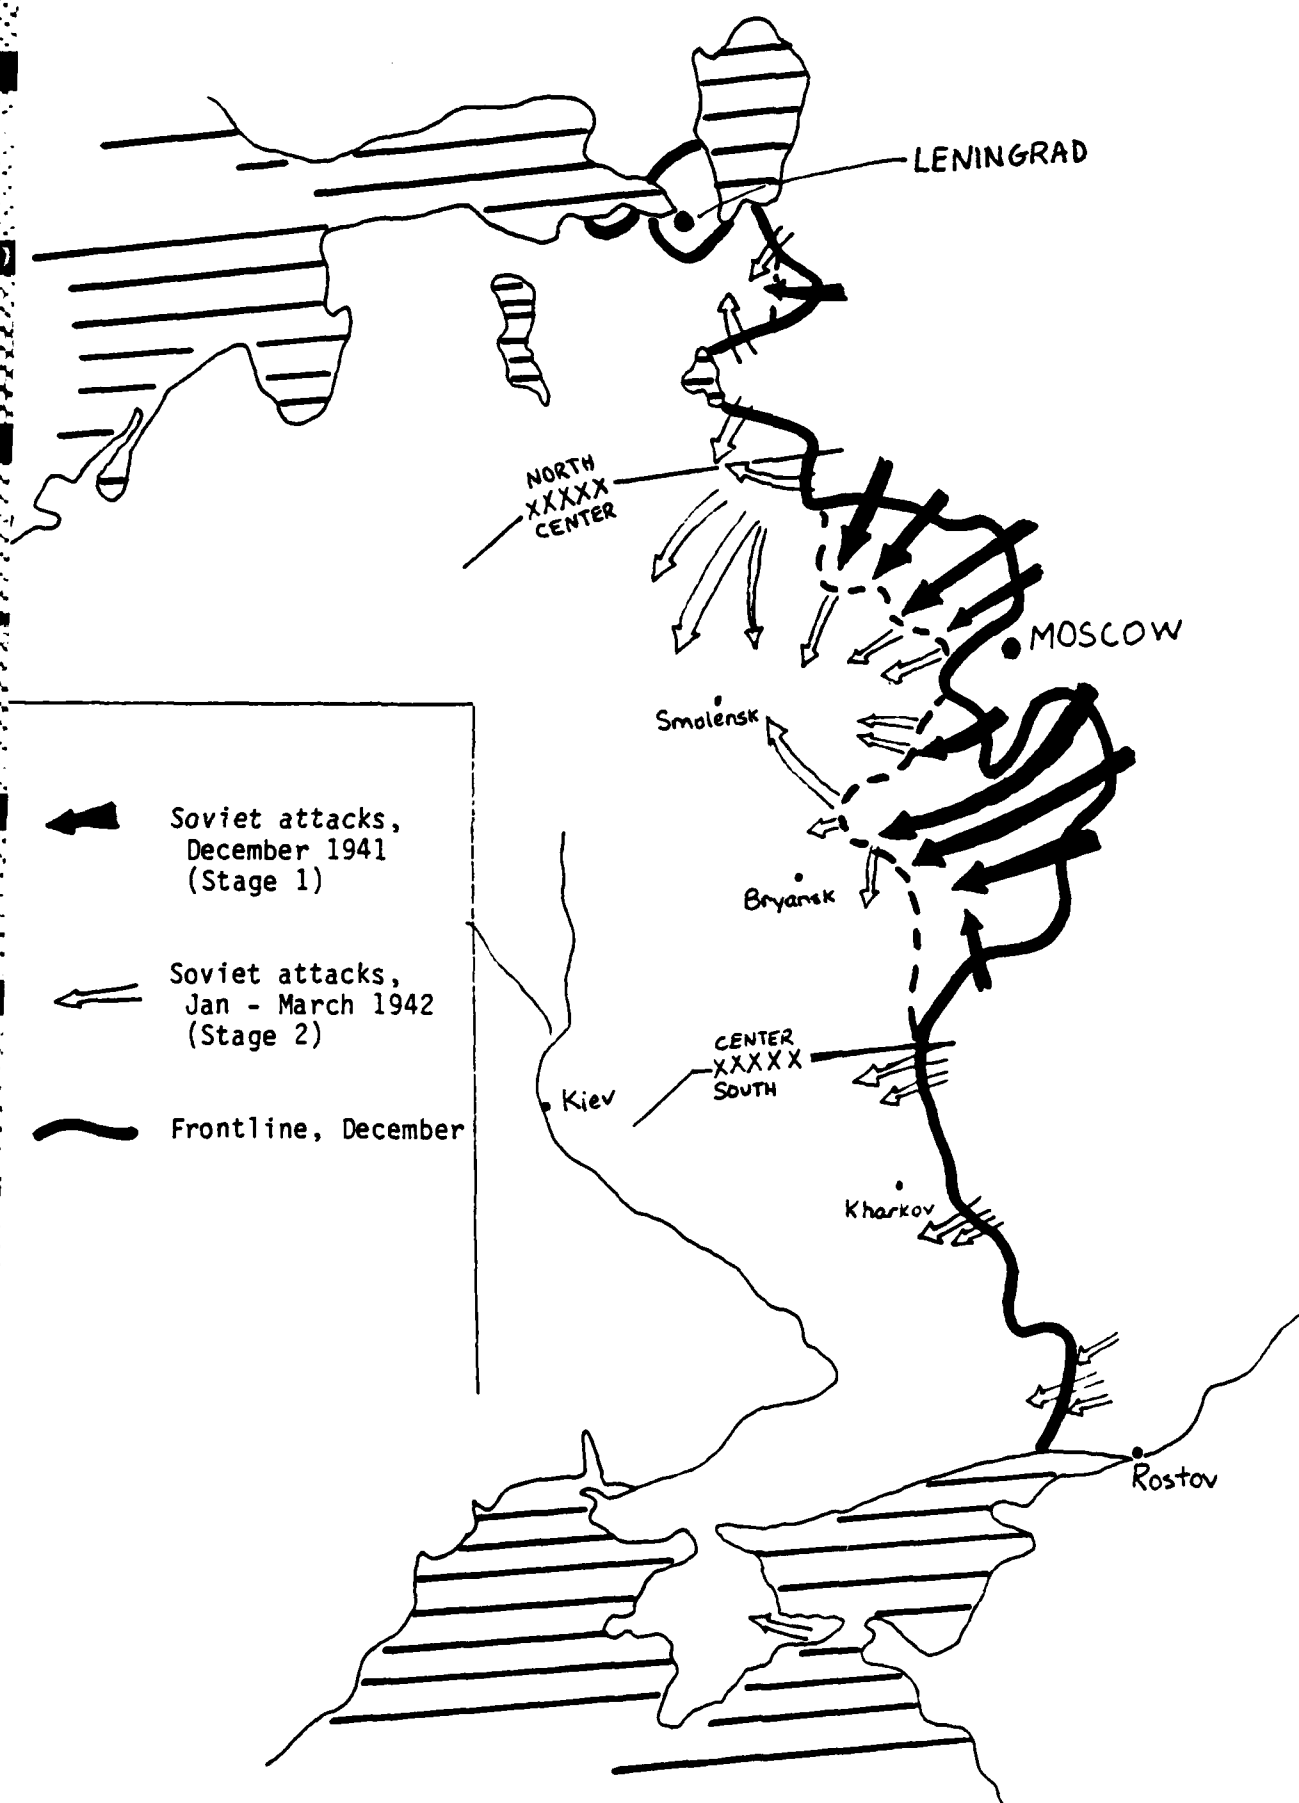 LENINGRAD
NORTH
XXXXX
CENTER
MOSCOW
Smolensk
Soviet attacks,
December 1941
(Stage 1)
Bryansk
Soviet attacks,
Jan - March 1942
(Stage 2)
CENTER
XXXXX
SOUTH
Kiev
Frontline, December
Kharkov
Rostov